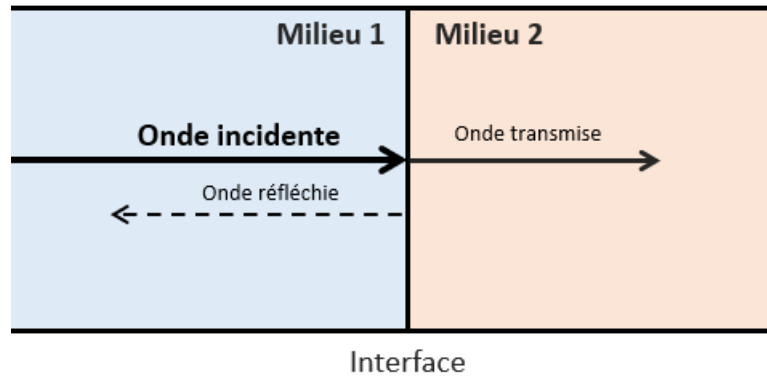 Milieu 1
Milieu 2
Onde incidente
Onde transmise
Onde réfléchie
Interface